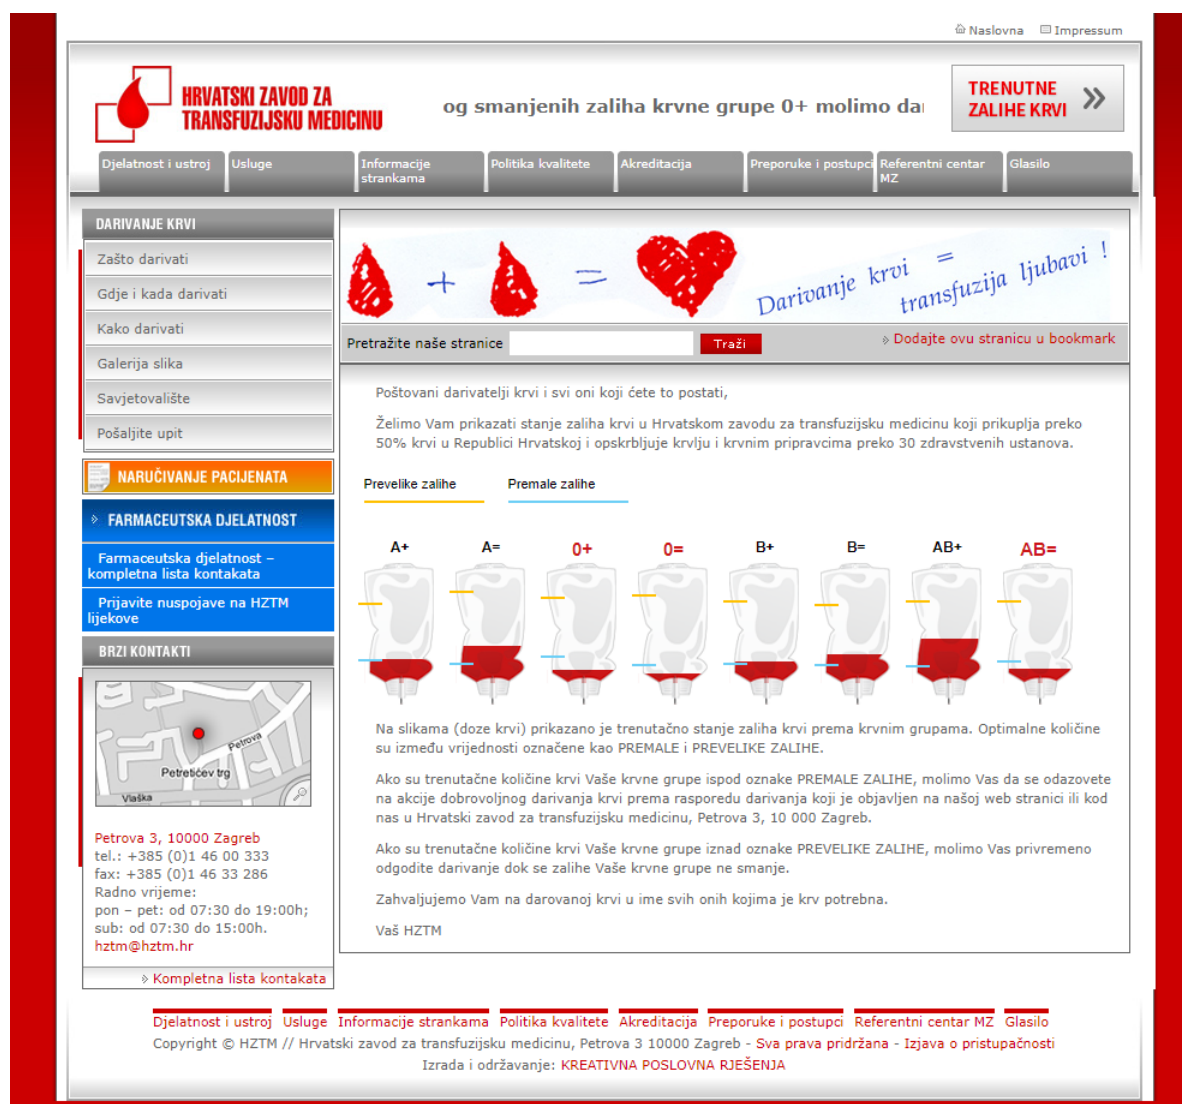 Naslovna Impressum
HRVATSKI ZAVOD ZA
TRANSFUZIJSKU MEDICINU
og smanjenih zaliha krvne grupe 0+ molimo da
TRENUTNE
ZALIHE KRVI
Djelatnost i ustroj Usluge Informacije strankama Politika kvalitete Akreditacija Preporuke i postupci Referentni centar MZ Glasilo
DARIVANJE KRVI
Zašto darivati
Gdje i kada darivati
Kako darivati
Galerija slika
Savjetovalište
Pošaljite upit
NARUČIVANJE PACIJENATA
» FARMACEUTSKA DJELATNOST
Farmaceutska djelatnost –
kompletna lista kontakata
Prijavite nuspojave na HZTM
lijekove
BRZI KONTAKTI
Petrova
Petretićev trg
Vlaška
Petrova 3, 10000 Zagreb
tel.: +385 (0)1 46 00 333
fax: +385 (0)1 46 33 286
Radno vrijeme:
pon – pet: od 07:30 do 19:00h;
sub: od 07:30 do 15:00h.
hztm@hztm.hr
» Kompletna lista kontakata
+ =
Darivanje krvi =
transfuzija ljubavi !
Pretražite naše stranice Traži » Dodajte ovu stranicu u bookmark
Poštovani darivatelji krvi i svi oni koji ćete to postati,
Želimo Vam prikazati stanje zaliha krvi u Hrvatskom zavodu za transfuzijsku medicinu koji prikuplja preko
50% krvi u Republici Hrvatskoj i opskrbljuje krvlju i krvnim pripravcima preko 30 zdravstvenih ustanova.
Prevelike zalihe Premale zalihe
A+ A= 0+ 0= B+ B= AB+ AB=
Na slikama (doze krvi) prikazano je trenutačno stanje zaliha krvi prema krvnim grupama. Optimalne količine
su između vrijednosti označene kao PREMALE i PREVELIKE ZALIHE.
Ako su trenutačne količine krvi Vaše krvne grupe ispod oznake PREMALE ZALIHE, molimo Vas da se odazovete
na akcije dobrovoljnog darivanja krvi prema rasporedu darivanja koji je objavljen na našoj web stranici ili kod
nas u Hrvatski zavod za transfuzijsku medicinu, Petrova 3, 10 000 Zagreb.
Ako su trenutačne količine krvi Vaše krvne grupe iznad oznake PREVELIKE ZALIHE, molimo Vas privremeno
odgodite darivanje dok se zalihe Vaše krvne grupe ne smanje.
Zahvaljujemo Vam na darovanoj krvi u ime svih onih kojima je krv potrebna.
Vaš HZTM
Djelatnost i ustroj Usluge Informacije strankama Politika kvalitete Akreditacija Preporuke i postupci Referentni centar MZ Glasilo
Copyright © HZTM // Hrvatski zavod za transfuzijsku medicinu, Petrova 3 10000 Zagreb - Sva prava pridržana - Izjava o pristupačnosti
Izrada i održavanje: KREATIVNA POSLOVNA RJEŠENJA